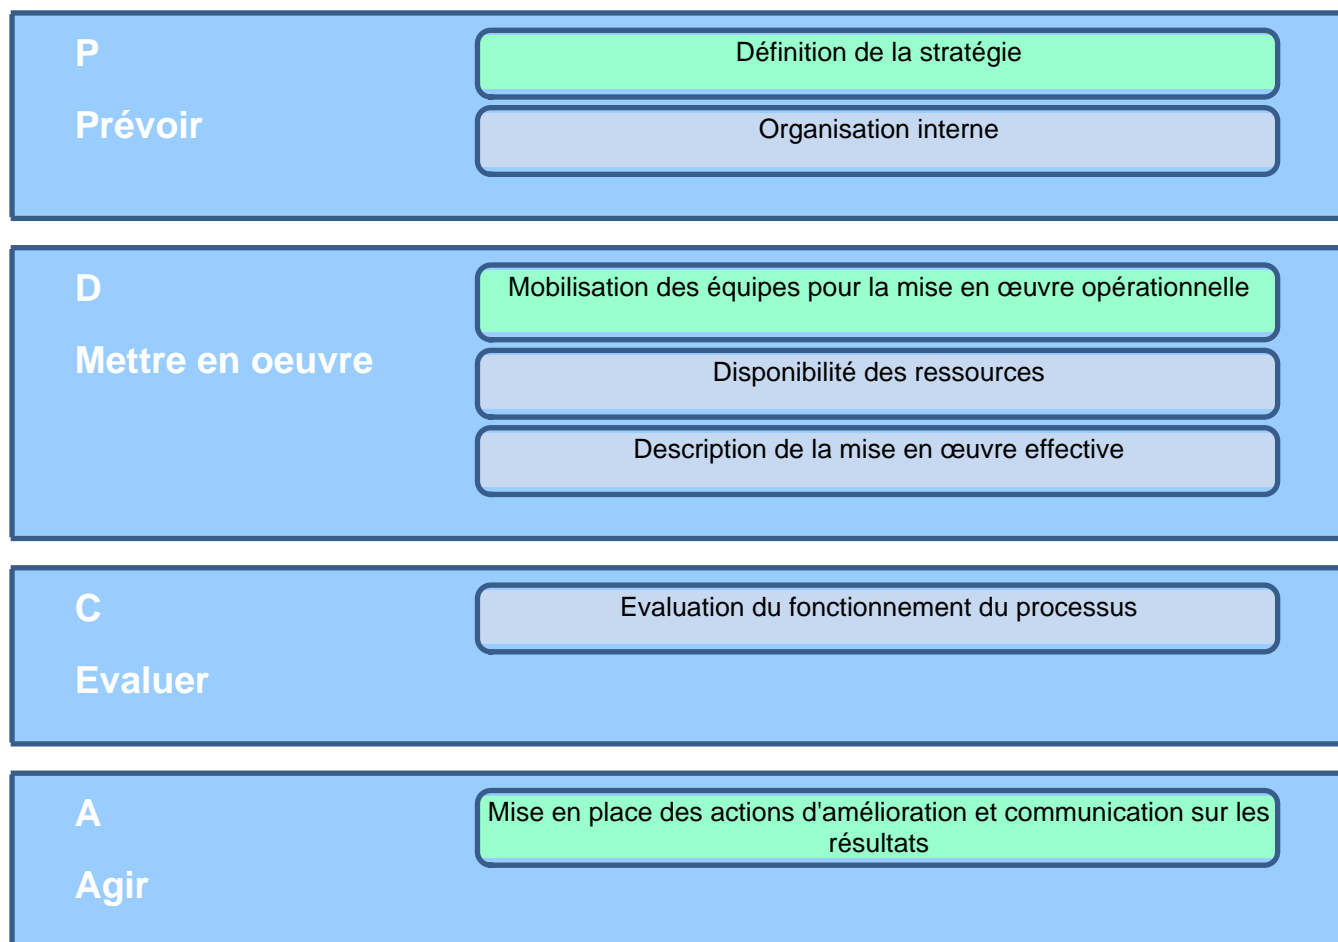 P
Prévoir
Définition de la stratégie
Organisation interne
D
Mettre en oeuvre
Mobilisation des équipes pour la mise en œuvre opérationnelle
Disponibilité des ressources
Description de la mise en œuvre effective
C
Evaluer
Evaluation du fonctionnement du processus
A
Agir
Mise en place des actions d'amélioration et communication sur les
résultats